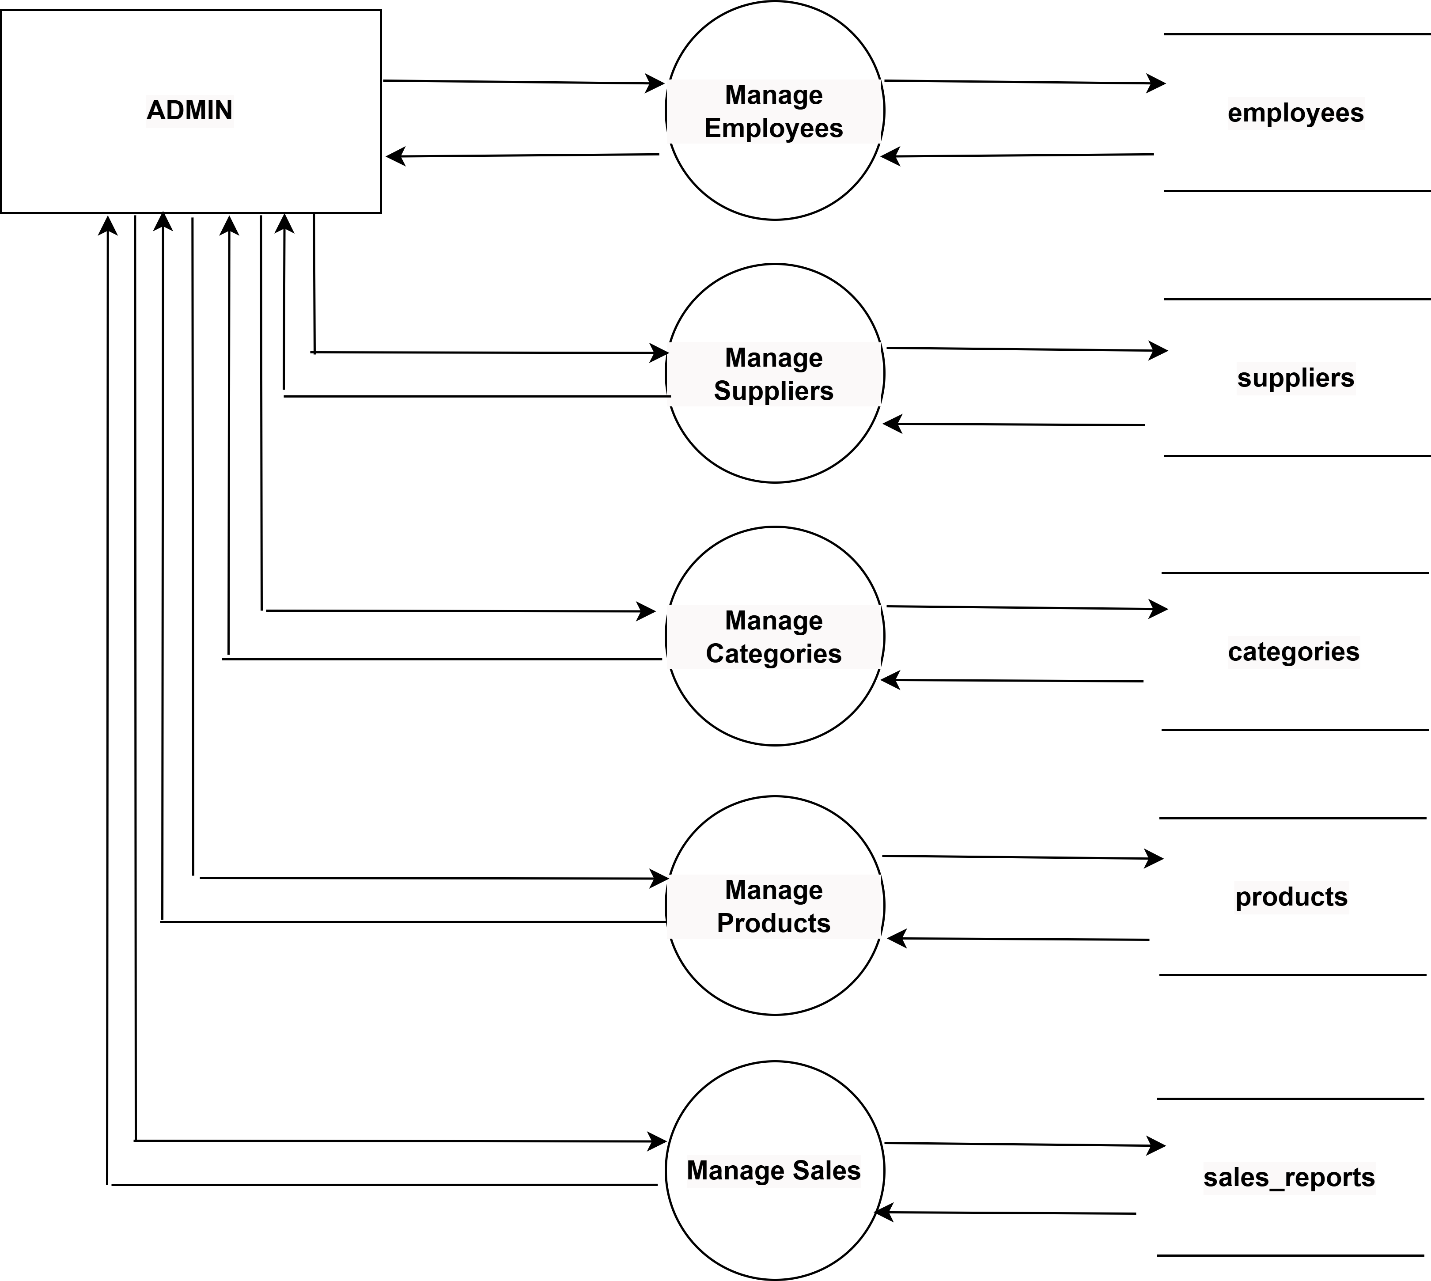 ADMIN
Manage
Employees
employees
Manage
Suppliers
suppliers
Manage
Categories
categories
Manage
Products
products
Manage Sales
sales_reports